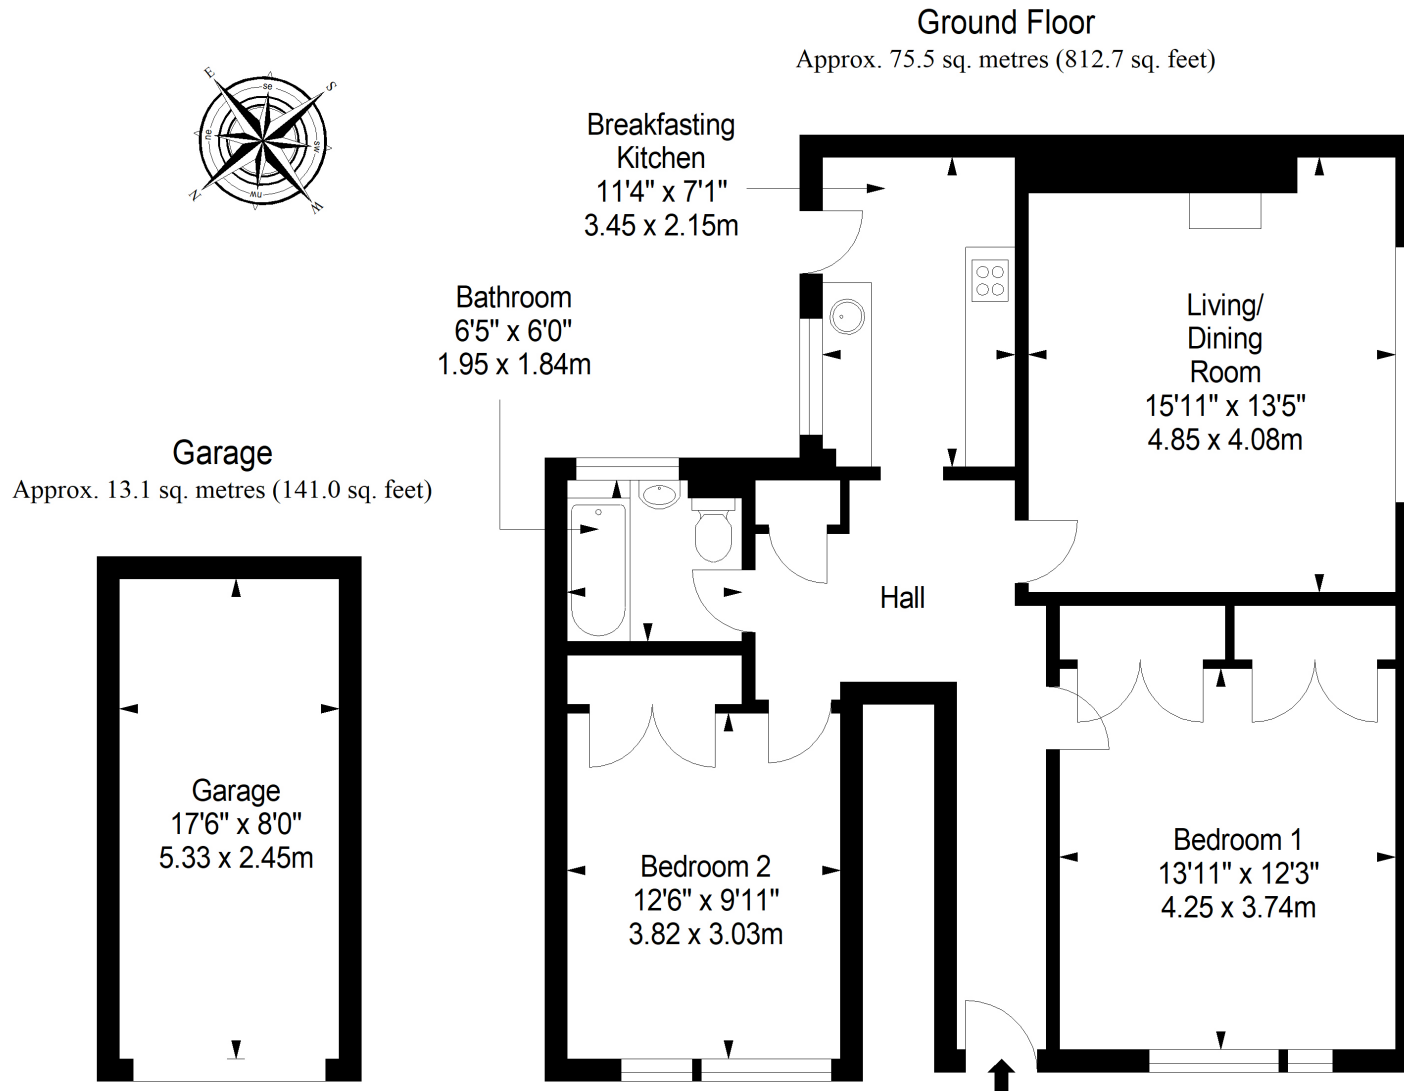 Ground Floor
Approx. 75.5 sq. metres (812.7 sq. feet)
E
S
se
ne
sw
nw
N
W
Breakfasting
Kitchen
11'4" x 7'1"
3.45 x 2.15m
Bathroom
6'5" x 6'0"
1.95 x 1.84m
Living/
Dining
Room
15'11" x 13'5"
4.85 x 4.08m
Garage
Approx. 13.1 sq. metres (141.0 sq. feet)
Hall
Garage
17'6" x 8'0"
5.33 x 2.45m
Bedroom 2
12'6" x 9'11"
3.82 x 3.03m
Bedroom 1
13'11" x 12'3"
4.25 x 3.74m